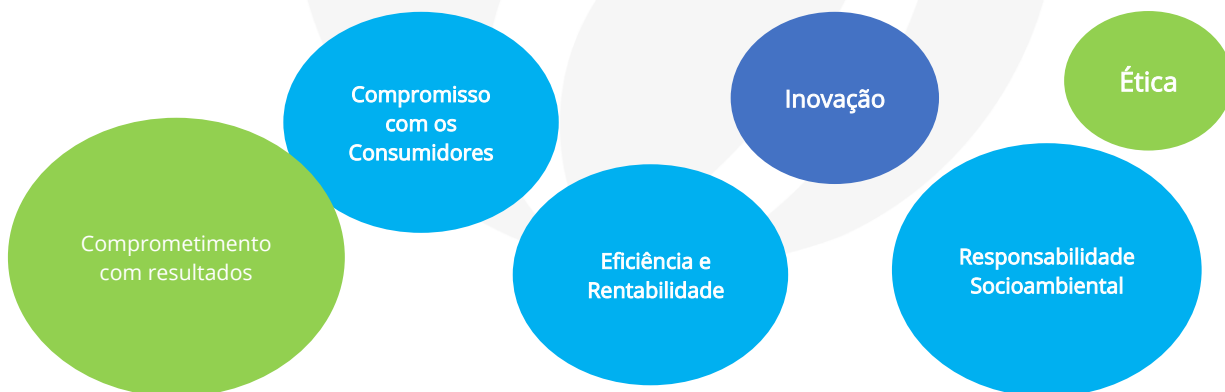 Compromisso
com os
Consumidores
Inovação
Ética
Comprometimento
com resultados
Eficiência e
Rentabilidade
Responsabilidade
Socioambiental